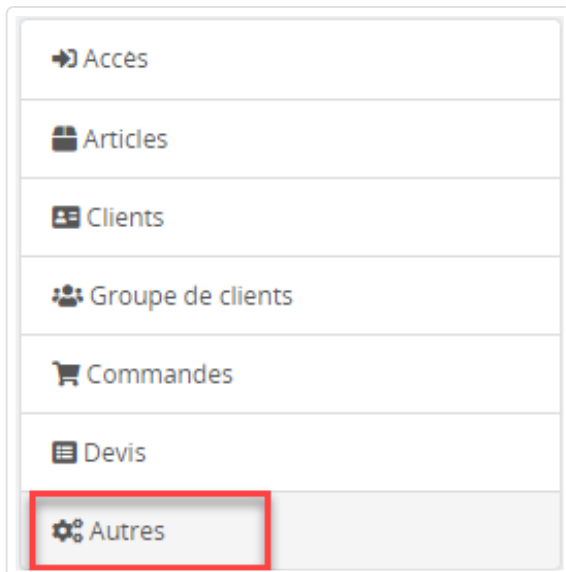 Accès
Articles
Clients
Groupe de clients
Commandes
Devis
Autres